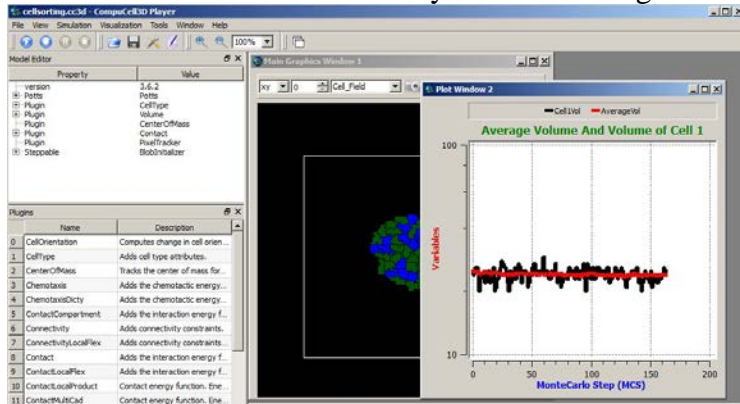 cellsorting.cc3d - CompuCell3D Player
File View Simulation Visualization Tools Window Help
100%
Model Editor
Property Value
version 3.6.2
Potts
Plugin CellType
Plugin Volume
Plugin CenterOfMass
Plugin Contact
Plugin PixelTracker
Steppable BlobInitializer
Plugins
Name Description
0 CellOrientation Computes change in cell orien...
1 CellType Adds cell type attributes.
2 CenterOfMass Tracks the center of mass for...
3 Chemotaxis Adds the chemotactic energy...
4 ChemotaxisDicty Adds the chemotactic energy...
5 ContactCompartment Adds the interaction energy f...
6 Connectivity Adds connectivity constraints.
7 ConnectivityLocalFlex Adds connectivity constraints...
8 Contact Adds the interaction energy f...
9 ContactLocalFlex Adds the interaction energy f...
10 ContactLocalProduct Contact energy function. Ene...
11 ContactMultiCad Contact energy function. Ene...
Main Graphics Window 1
xy 0 Cell_Field
Plot Window 2
Cell1Vol AverageVol
Average Volume And Volume of Cell 1
100
Variables
10
0 50 100 150 200
MonteCarlo Step (MCS)